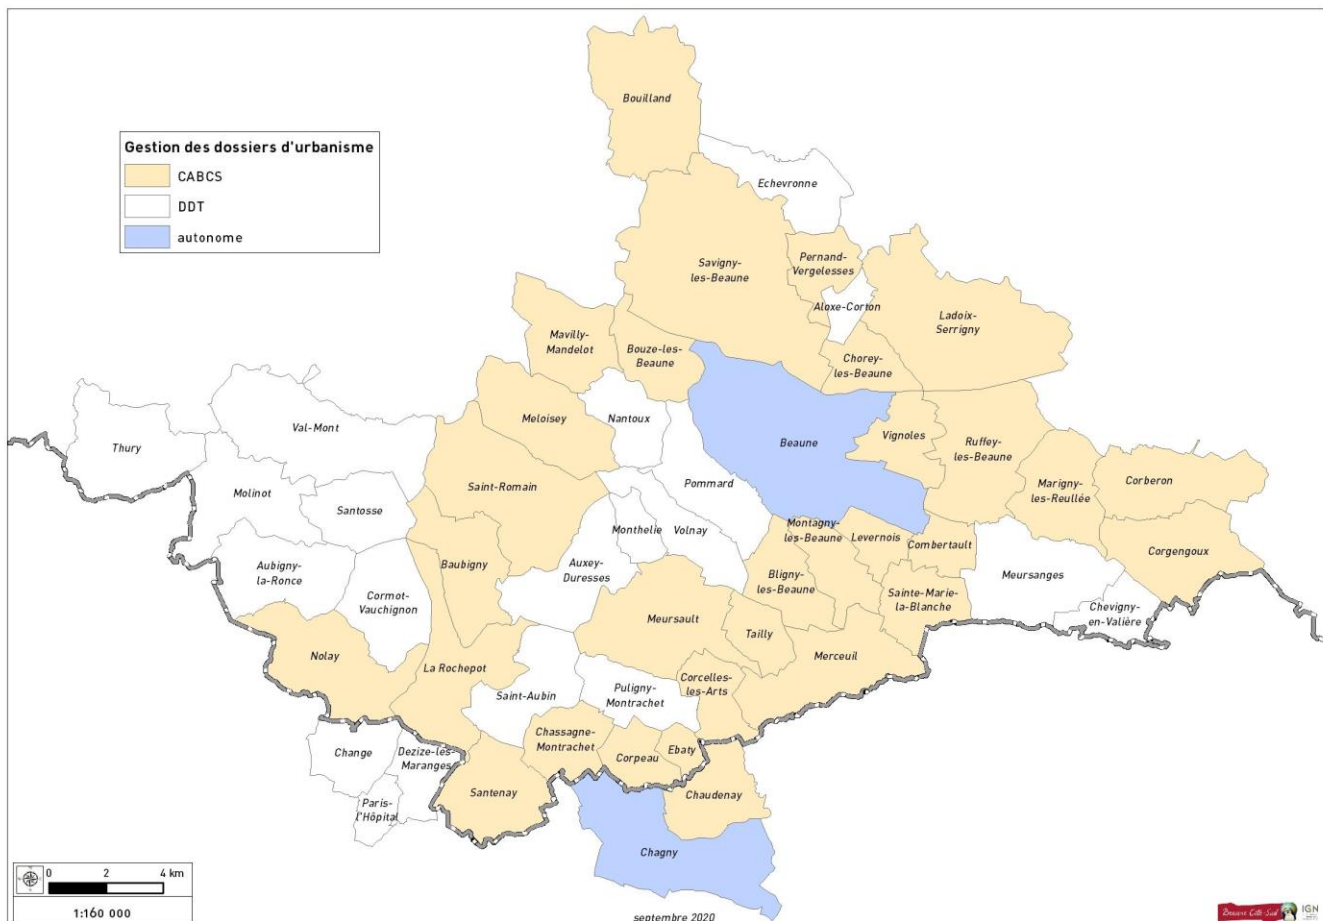 Bouilland
Gestion des dossiers d'urbanisme
CABCS
DDT
autonome
Echevronne
Savigny-
les-Beaune
Pernand-
Vergelesses
Aloxe-Corton
Ladoix-
Serrigny
Mavilly-
Mandelot
Bouze-les-
Beaune
Chorey-
les-Beaune
Thury
Val-Mont
Meloisey
Nantoux
Beaune
Vignoles
Ruffey-
les-Beaune
Molinot
Santosse
Saint-Romain
Pommard
Marigny-
les-Reullée
Corberon
Monthelie
Volnay
Montagny-
les-Beaune
Levernois
Combertault
Corgengoux
Aubigny-
la-Ronce
Baubigny
Auxey-
Duresses
Bligny-
les-Beaune
Meursanges
Cormot-
Vauchignon
Sainte-Marie-
la-Blanche
Chevigny-
en-Valière
Meursault
Tailly
Nolay
La Rochepot
Merceuil
Saint-Aubin
Puligny-
Montrachet
Corcelles-
les-Arts
Change
Dezize-les-
Maranges
Chassagne-
Montrachet
Corpeau
Ebaty
Paris-
l'Hôpital
Santenay
Chaudenay
Chagny
0 2 4 km
1:160 000
septembre 2020
Beaune Côte Sud
IGN